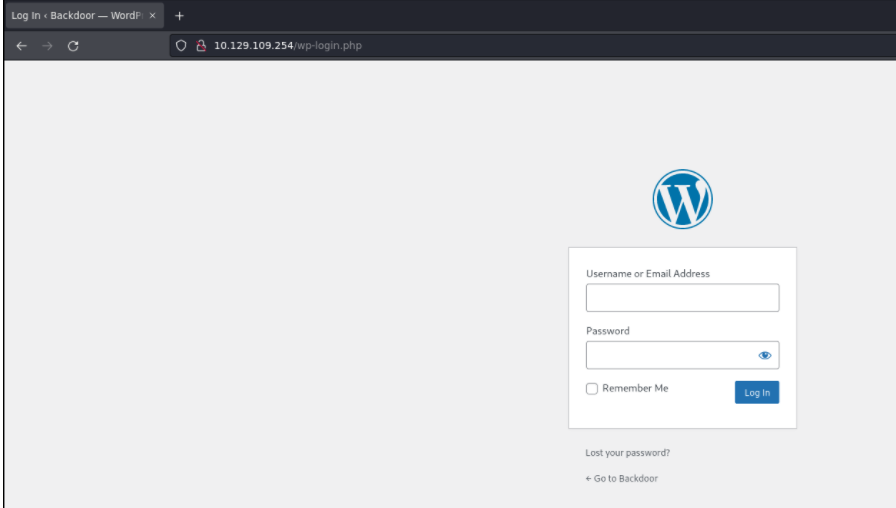 Log In ‹ Backdoor — WordP
10.129.109.254/wp-login.php
Username or Email Address
Password
Remember Me
Log In
Lost your password?
← Go to Backdoor